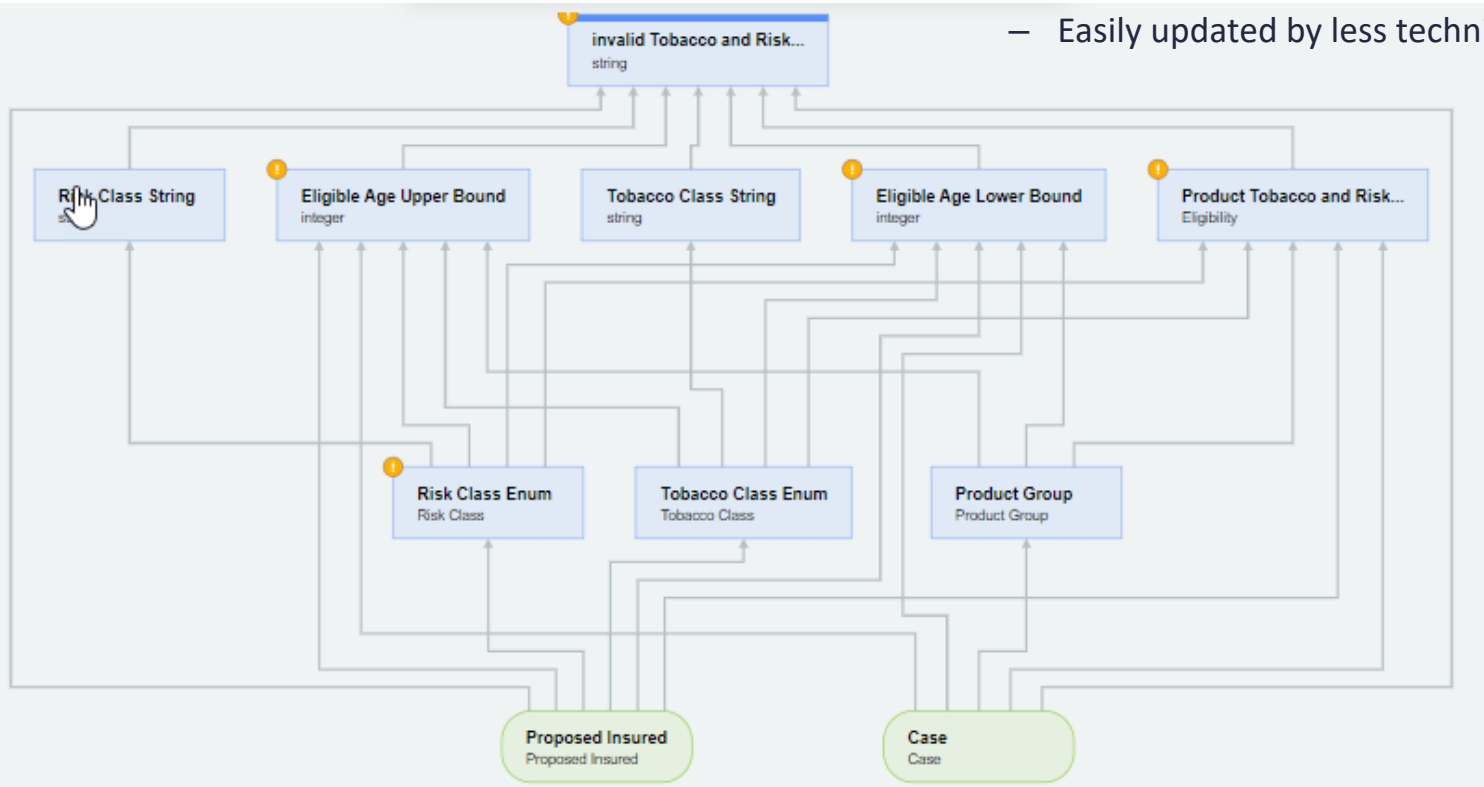 invalid Tobacco and Risk...
string
– Easily updated by less techn
Risk Class String
Eligible Age Upper Bound
integer
Tobacco Class String
string
Eligible Age Lower Bound
integer
Product Tobacco and Risk...
Eligibility
Risk Class Enum
Risk Class
Tobacco Class Enum
Tobacco Class
Product Group
Product Group
Proposed Insured
Proposed Insured
Case
Case